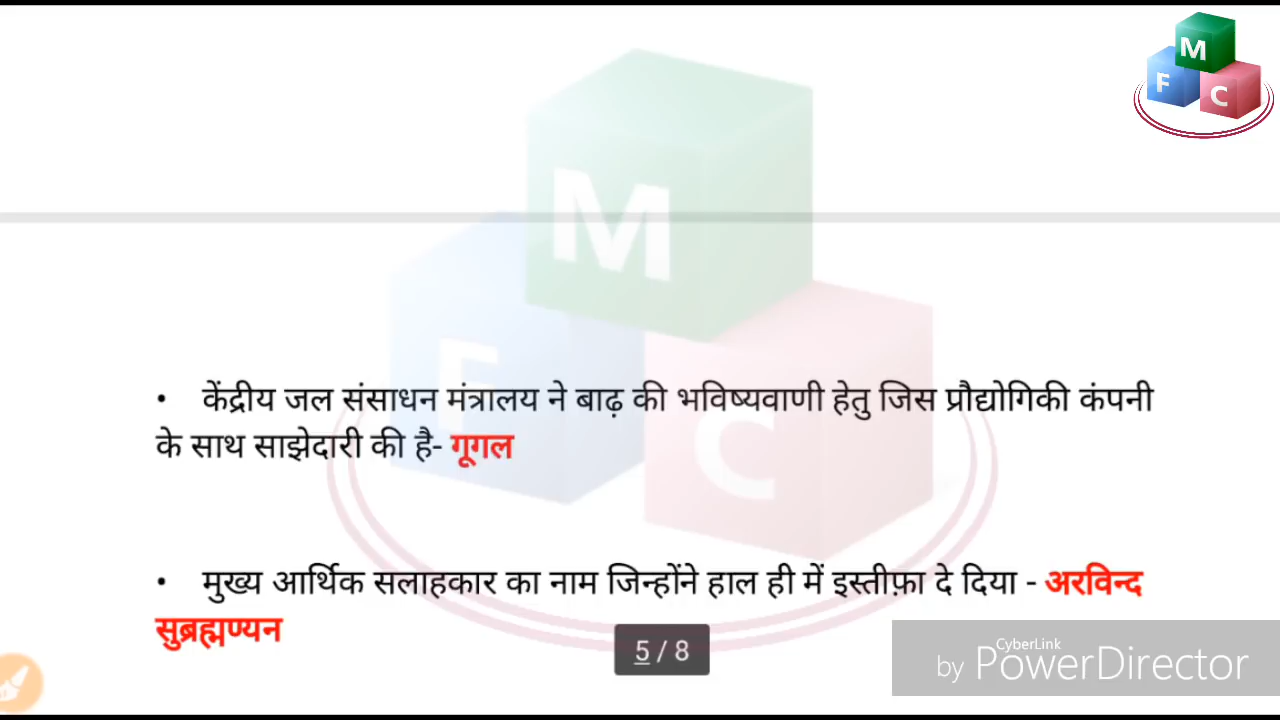 M
F
C
M
F
C
• केंद्रीय जल संसाधन मंत्रालय ने बाढ़ की भविष्यवाणी हेतु जिस प्रौद्योगिकी कंपनी
के साथ साझेदारी की है- गूगल
• मुख्य आर्थिक सलाहकार का नाम जिन्होंने हाल ही में इस्तीफ़ा दे दिया - अरविन्द
सुब्रह्मण्यन
5 / 8
CyberLink
by PowerDirector